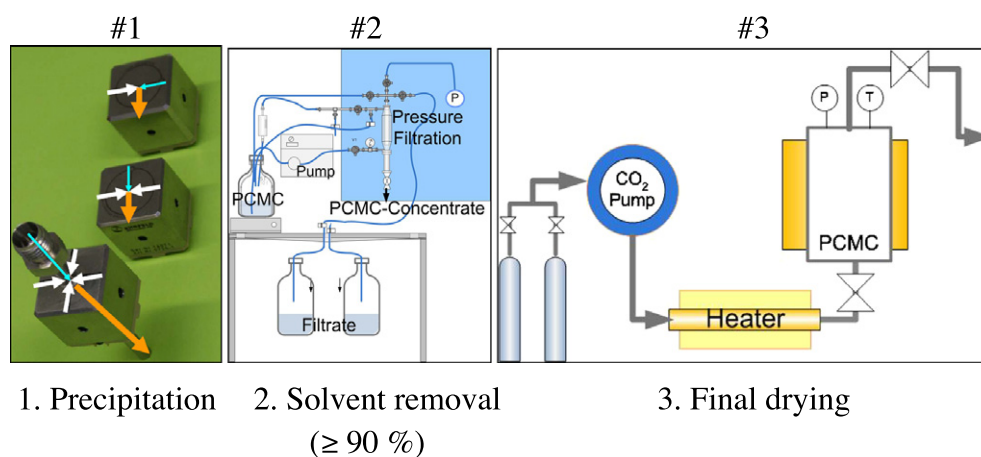 #1
#2
#3
P
Pressure
Filtration
Pump
PCMC
PCMC-Concentrate
Filtrate
CO₂
Pump
P
T
PCMC
Heater
1. Precipitation
2. Solvent removal
(≥ 90 %)
3. Final drying